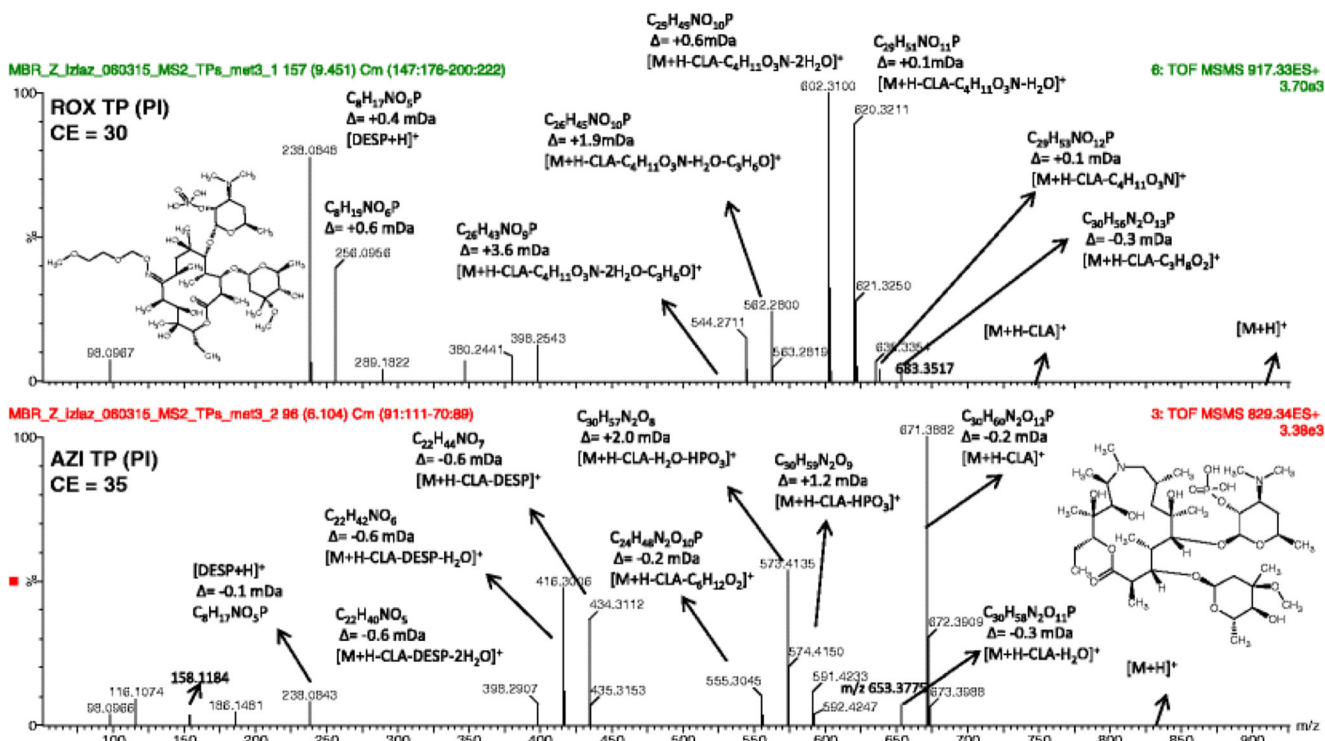 MBR_Z_Izlaz_060315_MS2_TPs_met3_1 157 (9.451) Cm (147:176-200:222)
6: TOF MSMS 917.33ES+
3.70e3
100
%
0
ROX TP (PI)
CE = 30
C₈H₁₇NO₅P
Δ= +0.4 mDa
[DESP+H]⁺
238.0848
C₈H₁₉NO₆P
Δ= +0.6 mDa
256.0956
C₂₆H₄₃NO₉P
Δ= +3.6 mDa
[M+H-CLA-C₄H₁₁O₃N-2H₂O-C₃H₆O]⁺
C₂₆H₄₅NO₁₀P
Δ= +1.9mDa
[M+H-CLA-C₄H₁₁O₃N-H₂O-C₃H₆O]⁺
C₂₉H₄₉NO₁₀P
Δ= +0.6mDa
[M+H-CLA-C₄H₁₁O₃N-2H₂O]⁺
602.3100
C₂₉H₅₁NO₁₁P
Δ= +0.1mDa
[M+H-CLA-C₄H₁₁O₃N-H₂O]⁺
620.3211
C₂₉H₅₃NO₁₂P
Δ= +0.1 mDa
[M+H-CLA-C₄H₁₁O₃N]⁺
C₃₀H₅₆N₂O₁₃P
Δ= -0.3 mDa
[M+H-CLA-C₃H₈O₂]⁺
[M+H-CLA]⁺
[M+H]⁺
98.0967
289.1822
380.2441
398.2543
544.2711
562.2800
563.2819
621.3250
683.3517
MBR_Z_Izlaz_060315_MS2_TPs_met3_2 96 (6.104) Cm (91:111-70:89)
3: TOF MSMS 829.34ES+
3.38e3
100
%
0
AZI TP (PI)
CE = 35
[DESP+H]⁺
Δ= -0.1 mDa
C₈H₁₇NO₅P
C₂₂H₄₄NO₇
Δ= -0.6 mDa
[M+H-CLA-DESP]⁺
C₂₂H₄₂NO₆
Δ= -0.6 mDa
[M+H-CLA-DESP-H₂O]⁺
C₂₂H₄₀NO₅
Δ= -0.6 mDa
[M+H-CLA-DESP-2H₂O]⁺
C₃₀H₅₇N₂O₈
Δ= +2.0 mDa
[M+H-CLA-H₂O-HPO₃]⁺
C₂₄H₄₈N₂O₁₀P
Δ= -0.2 mDa
[M+H-CLA-C₆H₁₂O₂]⁺
C₃₀H₅₉N₂O₉
Δ= +1.2 mDa
[M+H-CLA-HPO₃]⁺
671.3882
C₃₀H₆₀N₂O₁₂P
Δ= -0.2 mDa
[M+H-CLA]⁺
C₃₀H₅₈N₂O₁₁P
Δ= -0.3 mDa
[M+H-CLA-H₂O]⁺
[M+H]⁺
98.0966
116.1074
158.1184
186.1481
238.0843
398.2907
416.3006
434.3112
435.3153
555.3045
573.4135
574.4150
591.4233
592.4247
m/z 653.3775
672.3909
673.3988
m/z
50 100 150 200 250 300 350 400 450 500 550 600 650 700 750 800 850 900